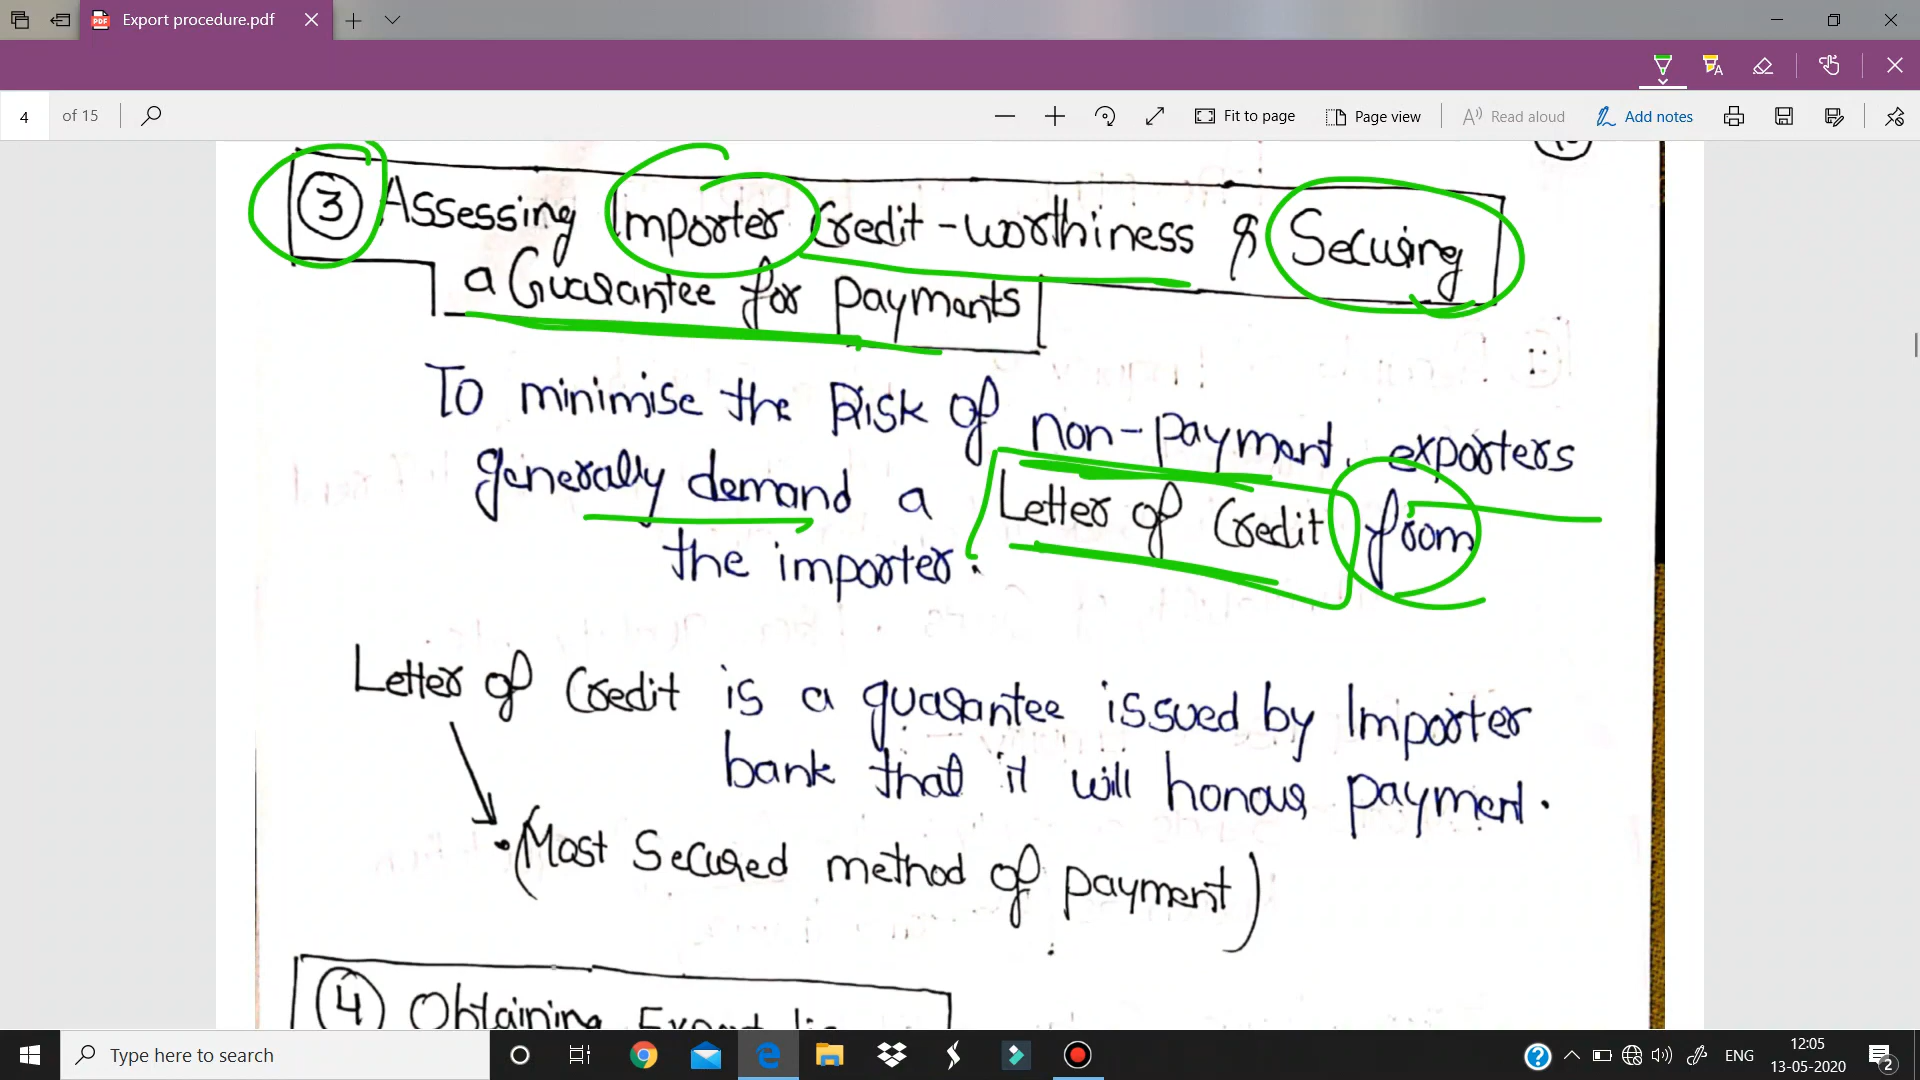 Export procedure.pdf
4 of 15 Fit to page Page view Read aloud Add notes
3 Assessing Importer Credit-worthiness & Securing
a Guarantee for payments
To minimise the Risk of non-payment, exporters
generally demand a Letter of Credit from
the importer.
Letter of Credit is a guarantee issued by Importer
bank that it will honour payment.
(Most Secured method of payment)
4 Obtaining Export
Type here to search
ENG 12:05
13-05-2020 2